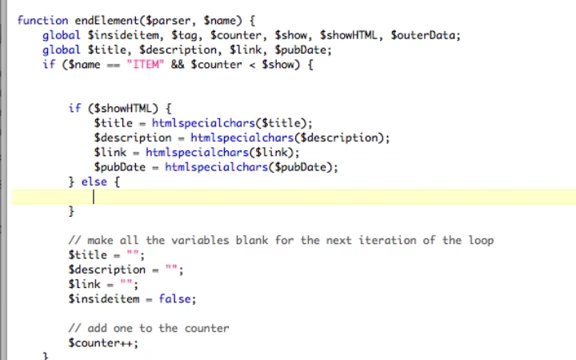 function endElement($parser, $name) {
global $insideitem, $tag, $counter, $show, $showHTML, $outerData;
global $title, $description, $link, $pubDate;
if ($name == "ITEM" && $counter < $show) {
if ($showHTML) {
$title = htmlspecialchars($title);
$description = htmlspecialchars($description);
$link = htmlspecialchars($link);
$pubDate = htmlspecialchars($pubDate);
} else {
}
// make all the variables blank for the next iteration of the loop
$title = "";
$description = "";
$link = "";
$insideitem = false;
// add one to the counter
$counter++;
}